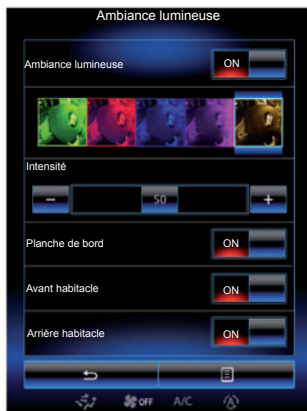 Ambiance lumineuse
Ambiance lumineuse ON
Intensité
− 50 +
Planche de bord ON
Avant habitacle ON
Arrière habitacle ON
OFF A/C A